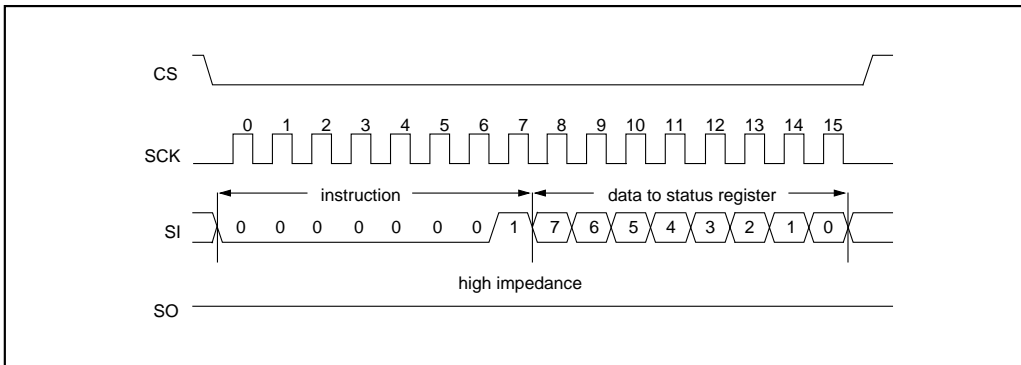 CS
0 1 2 3 4 5 6 7 8 9 10 11 12 13 14 15
SCK
instruction data to status register
SI 0 0 0 0 0 0 0 1 7 6 5 4 3 2 1 0
high impedance
SO